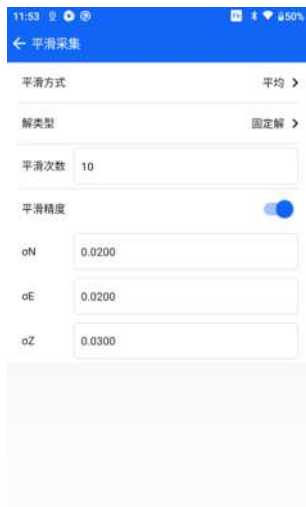 11:53
50%
← 平滑采集
平滑方式 平均 >
解类型 固定解 >
平滑次数 10
平滑精度
σN 0.0200
σE 0.0200
σZ 0.0300